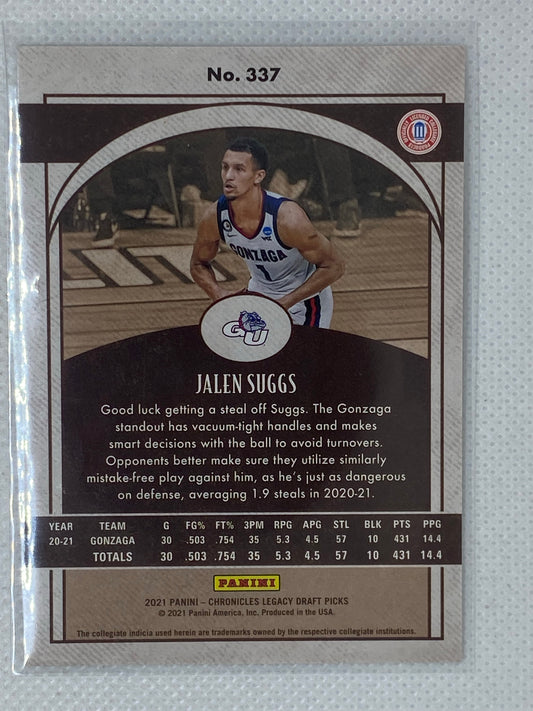 No. 337
OFFICIALLY LICENSED COLLEGIATE PRODUCTS
GONZAGA
1
GU
JALEN SUGGS
Good luck getting a steal off Suggs. The Gonzaga
standout has vacuum-tight handles and makes
smart decisions with the ball to avoid turnovers.
Opponents better make sure they utilize similarly
mistake-free play against him, as he's just as dangerous
on defense, averaging 1.9 steals in 2020-21.
YEAR TEAM G FG% FT% 3PM RPG APG STL BLK PTS PPG
20-21 GONZAGA 30 .503 .754 35 5.3 4.5 57 10 431 14.4
TOTALS 30 .503 .754 35 5.3 4.5 57 10 431 14.4
PANINI
2021 PANINI – CHRONICLES LEGACY DRAFT PICKS
© 2021 Panini America, Inc. Produced in the USA.
The collegiate indicia used herein are trademarks owned by the respective collegiate institutions.